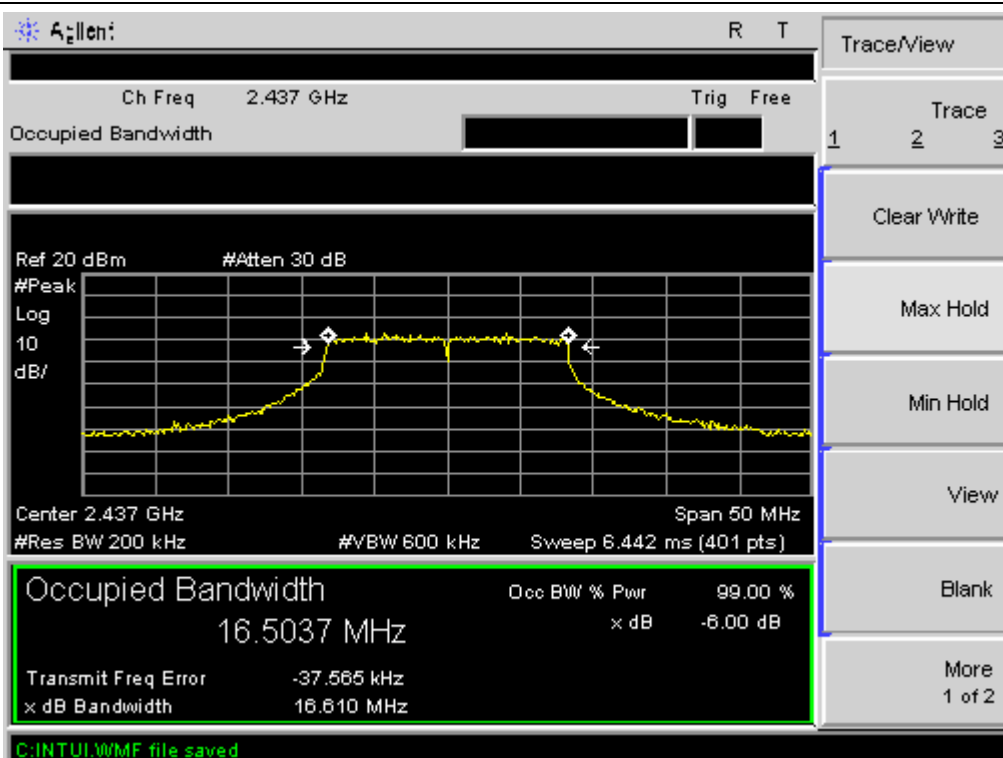 Agilent R T
Trace/View
Ch Freq 2.437 GHz Trig Free
Occupied Bandwidth
Trace
1 2 3
Clear Write
Max Hold
Min Hold
View
Blank
More
1 of 2
Ref 20 dBm #Atten 30 dB
#Peak
Log
10
dB/
Center 2.437 GHz Span 50 MHz
#Res BW 200 kHz #VBW 600 kHz Sweep 6.442 ms (401 pts)
Occupied Bandwidth Occ BW % Pwr 99.00 %
16.5037 MHz x dB -6.00 dB
Transmit Freq Error -37.565 kHz
x dB Bandwidth 16.610 MHz
C:INTUI.WMF file saved